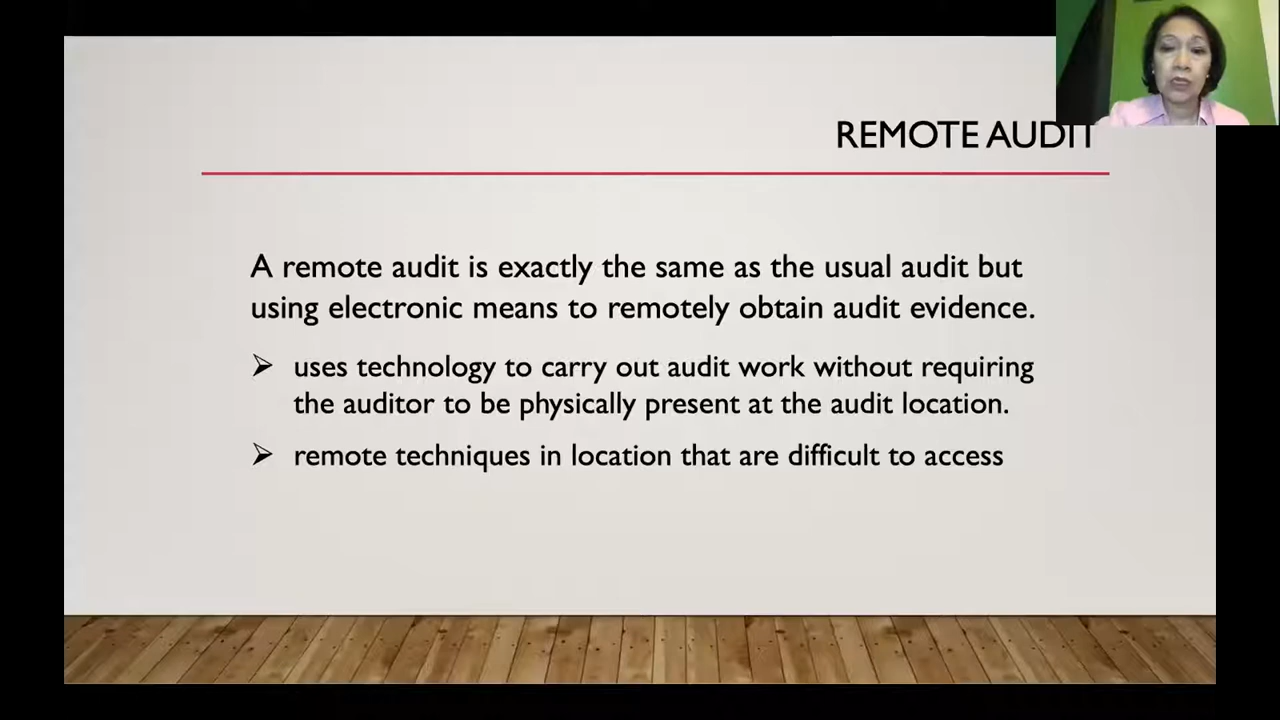 REMOTE AUDIT
A remote audit is exactly the same as the usual audit but
using electronic means to remotely obtain audit evidence.
➢ uses technology to carry out audit work without requiring
the auditor to be physically present at the audit location.
➢ remote techniques in location that are difficult to access